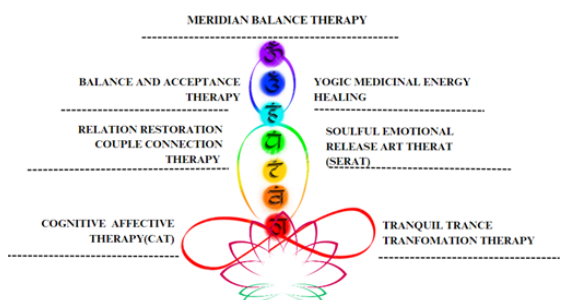 MERIDIAN BALANCE THERAPY
ॐ
BALANCE AND ACCEPTANCE
THERAPY
YOGIC MEDICINAL ENERGY
HEALING
हं
RELATION RESTORATION
COUPLE CONNECTION
THERAPY
SOULFUL EMOTIONAL
RELEASE ART THERAT
(SERAT)
वं
COGNITIVE AFFECTIVE
THERAPY(CAT)
TRANQUIL TRANCE
TRANFOMATION THERAPY